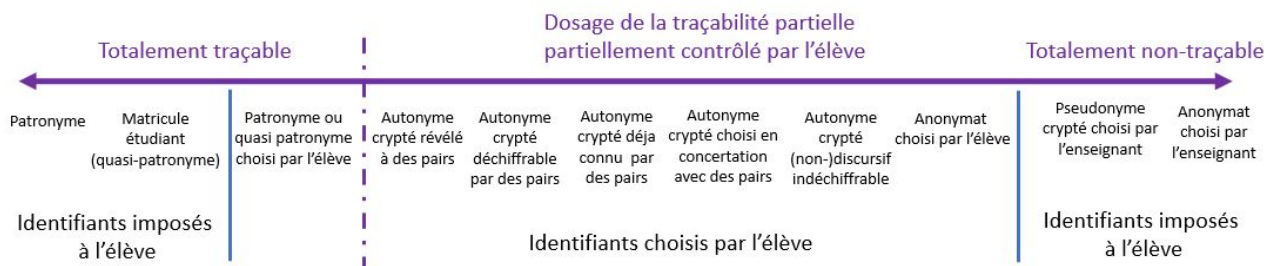 Dosage de la traçabilité partielle
partiellement contrôlé par l'élève
Totalement traçable
Totalement non-traçable
Patronyme
Matricule
étudiant
(quasi-patronyme)
Patronyme ou
quasi patronyme
choisi par l'élève
Autonyme
crypté révélé
à des pairs
Autonyme
crypté
déchiffrable
par des pairs
Autonyme
crypté déja
connu par
des pairs
Autonyme
crypté choisi en
concertation
avec des pairs
Autonyme
crypté
(non-)discursif
indéchiffrable
Anonymat
choisi par l'élève
Pseudonyme
crypté choisi par
l'enseignant
Anonymat
choisi par
l'enseignant
Identifiants imposés
à l'élève
Identifiants choisis par l'élève
Identifiants imposés
à l'élève